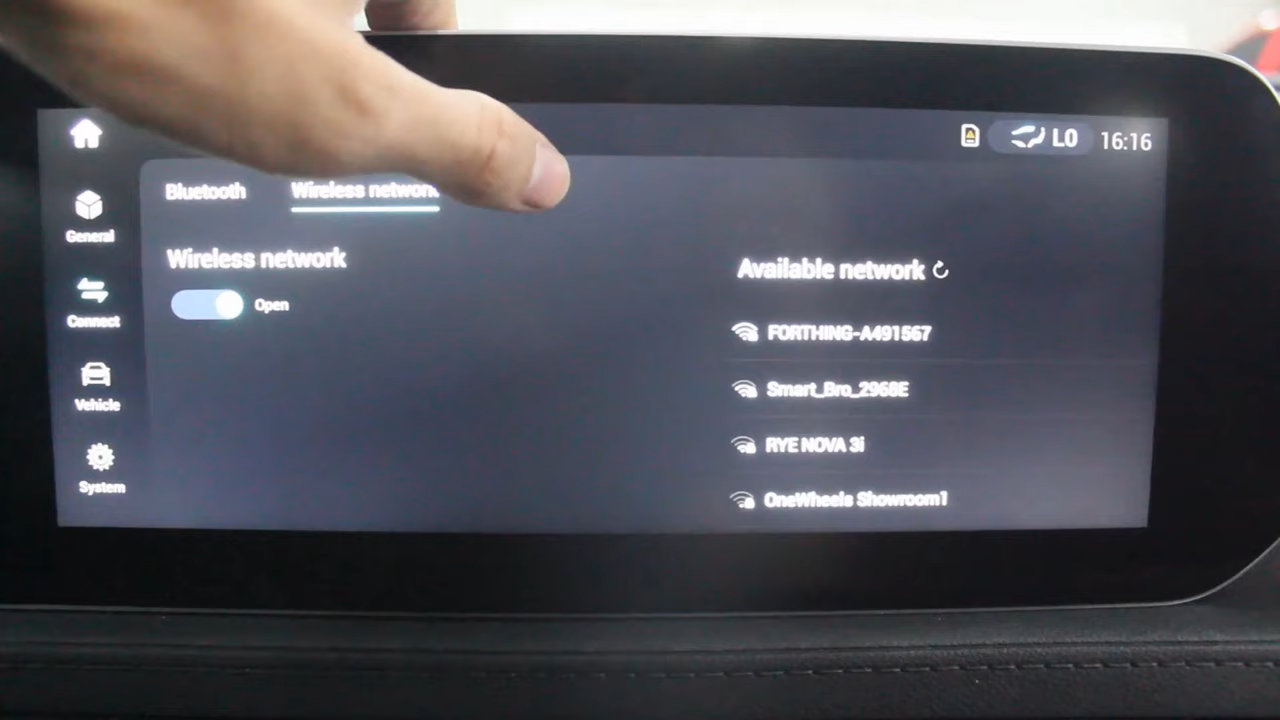 LO 16:16
Bluetooth Wireless network
General
Wireless network
Open
Connect
Vehicle
System
Available network
FORTHING-A491567
Smart_Bro_2968E
RYE NOVA 3i
OneWheels Showroom1